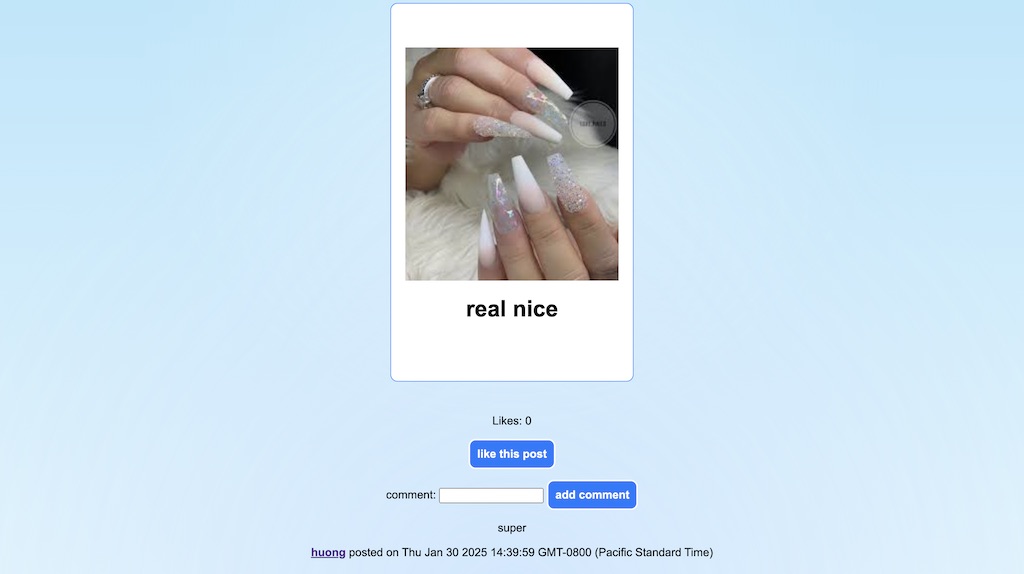 real nice
Likes: 0
like this post
comment: add comment
super
huong posted on Thu Jan 30 2025 14:39:59 GMT-0800 (Pacific Standard Time)